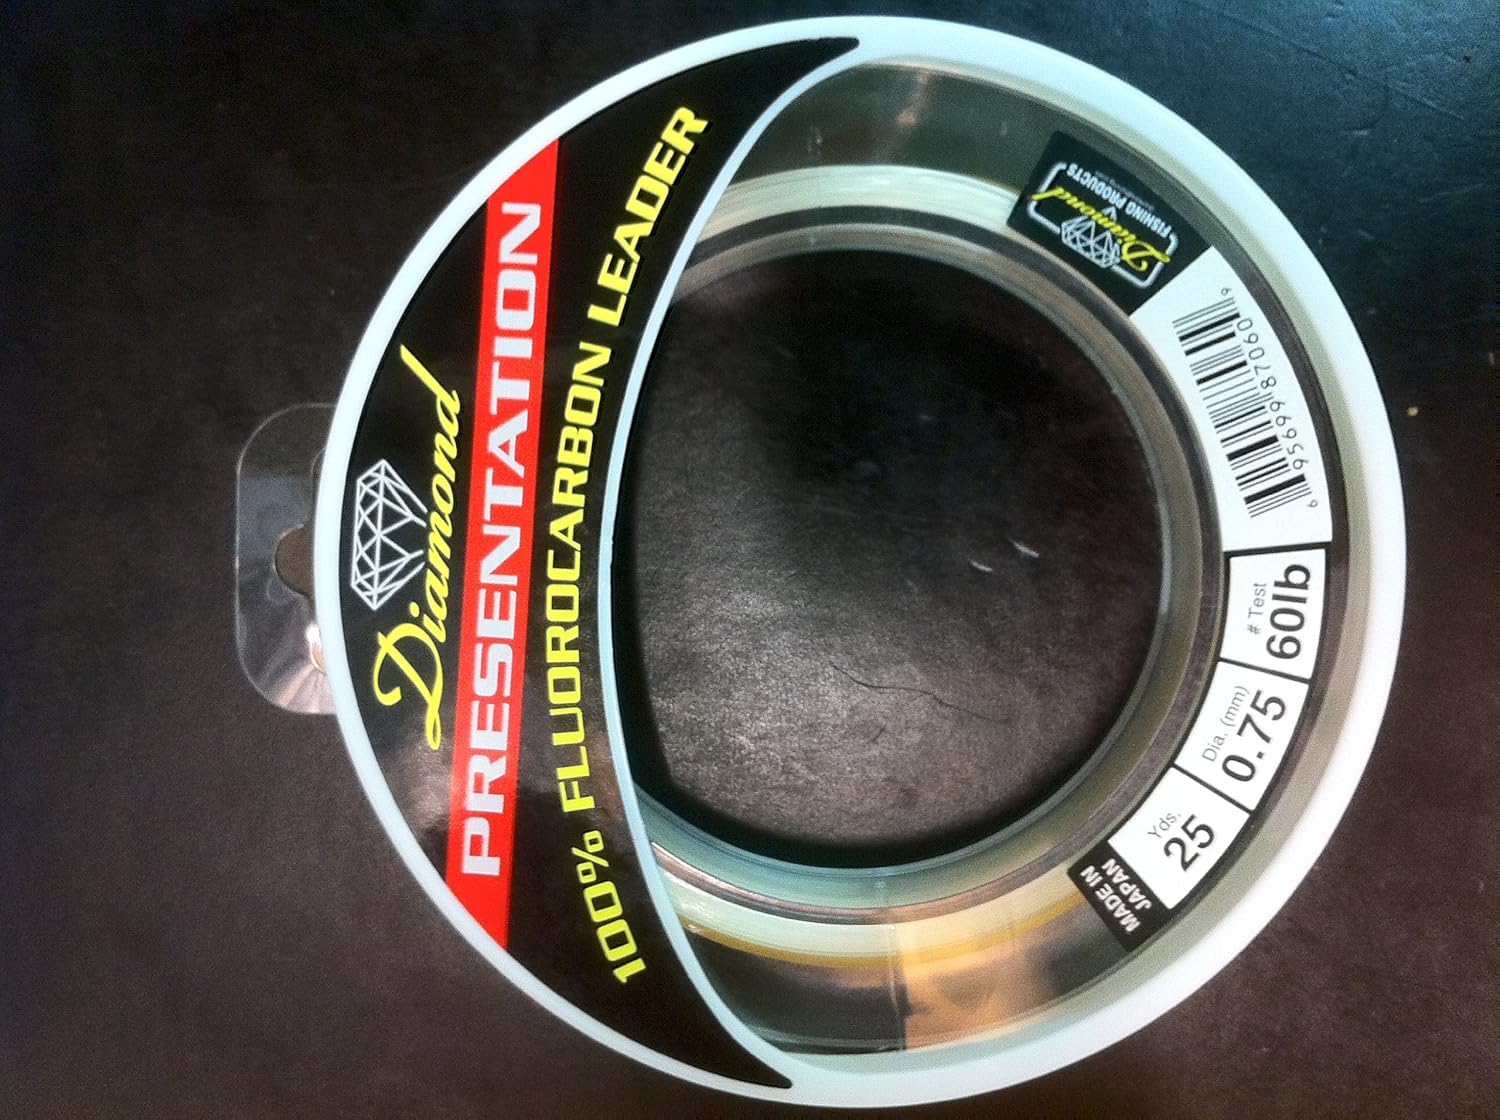 Diamond
PRESENTATION
100% FLUOROCARBON LEADER
MADE IN
JAPAN
Yds.
25
Dia. (mm)
0.75
# Test
60lb
6 95699 87060 9
Diamond
FISHING PRODUCTS